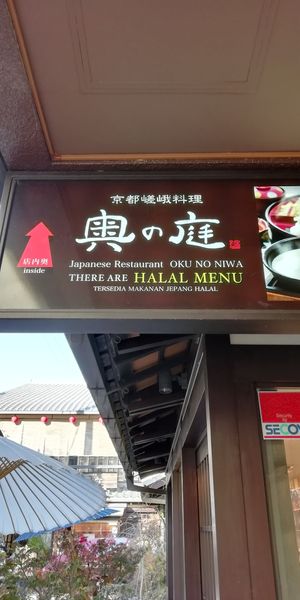 京都嵯峨料理
奥の庭
店内奥
inside
Japanese Restaurant OKU NO NIWA
THERE ARE HALAL MENU
TERSEDIA MAKANAN JEPANG HALAL